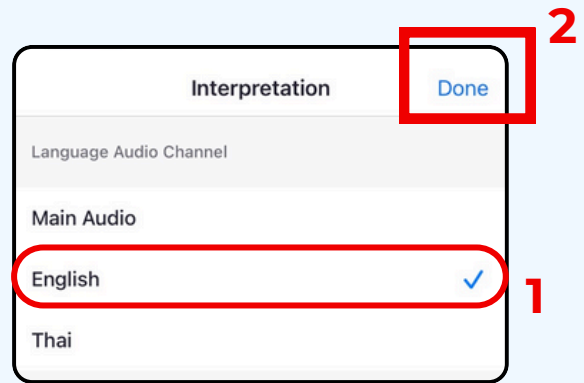 2
Interpretation Done
Language Audio Channel
Main Audio
English
1
Thai